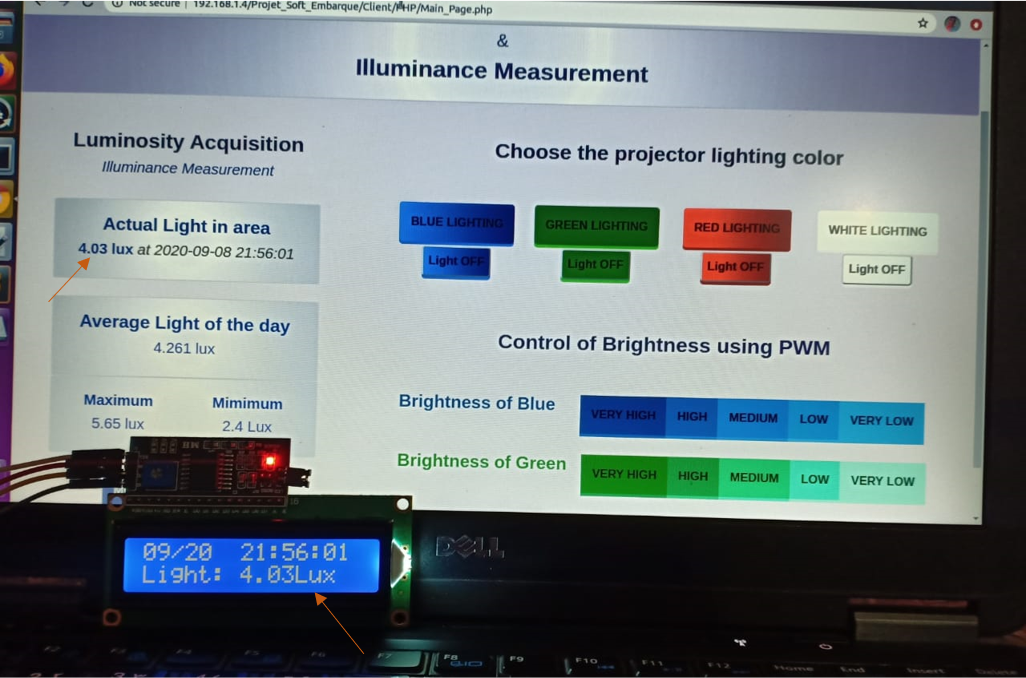 Not secure | 192.168.1.4/Projet_Soft_Embarque/Client/PHP/Main_Page.php
&
Illuminance Measurement
Luminosity Acquisition
Illuminance Measurement
Actual Light in area
4.03 lux at 2020-09-08 21:56:01
Average Light of the day
4.261 lux
Maximum Mimimum
5.65 lux 2.4 Lux
Choose the projector lighting color
BLUE LIGHTING GREEN LIGHTING RED LIGHTING WHITE LIGHTING
Light OFF Light OFF Light OFF Light OFF
Control of Brightness using PWM
Brightness of Blue VERY HIGH HIGH MEDIUM LOW VERY LOW
Brightness of Green VERY HIGH HIGH MEDIUM LOW VERY LOW
DELL
09/20 21:56:01
Light: 4.03Lux
F7 F8 F9 F10 F11 F12 Home End Insert